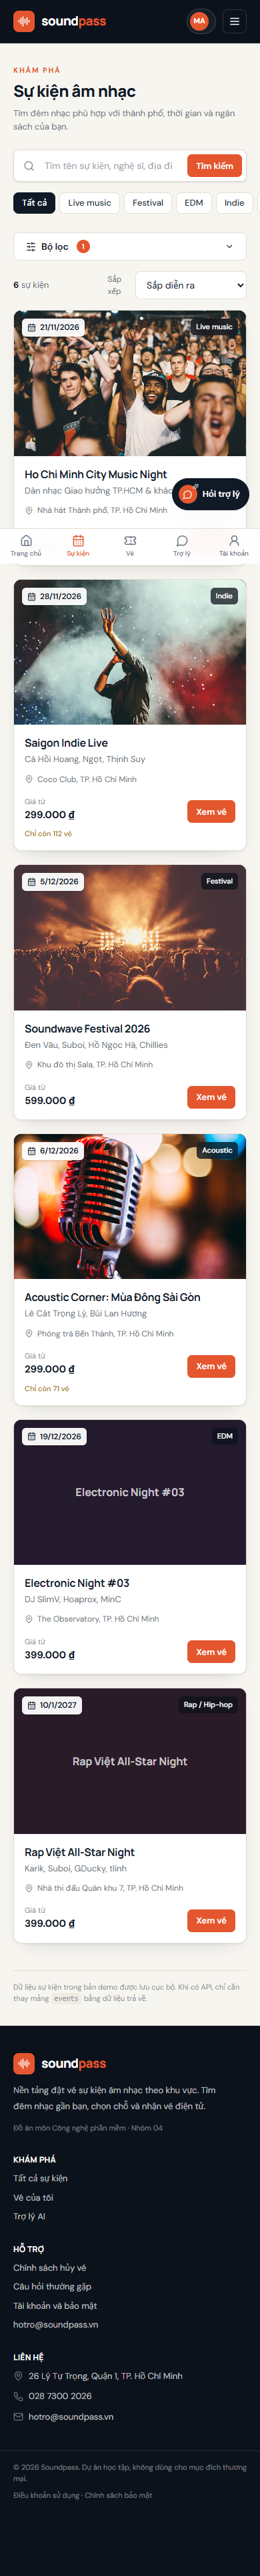 soundpass
MA
KHÁM PHÁ
Sự kiện âm nhạc
Tìm đêm nhạc phù hợp với thành phố, thời gian và ngân
sách của bạn.
Tìm tên sự kiện, nghệ sĩ, địa đi
Tìm kiếm
Tất cả
Live music
Festival
EDM
Indie
Bộ lọc
1
6 sự kiện
Sắp
xếp
Sắp diễn ra
21/11/2026
Live music
Ho Chi Minh City Music Night
Dàn nhạc Giao hưởng TP.HCM & khác
Nhà hát Thành phố, TP. Hồ Chí Minh
Hỏi trợ lý
Trang chủ
Sự kiện
Vé
Trợ lý
Tài khoản
28/11/2026
Indie
Saigon Indie Live
Cá Hồi Hoang, Ngọt, Thịnh Suy
Coco Club, TP. Hồ Chí Minh
Giá từ
299.000 ₫
Xem vé
Chỉ còn 112 vé
5/12/2026
Festival
Soundwave Festival 2026
Đen Vâu, Suboi, Hồ Ngọc Hà, Chillies
Khu đô thị Sala, TP. Hồ Chí Minh
Giá từ
599.000 ₫
Xem vé
6/12/2026
Acoustic
Acoustic Corner: Mùa Đông Sài Gòn
Lê Cát Trọng Lý, Bùi Lan Hương
Phòng trà Bến Thành, TP. Hồ Chí Minh
Giá từ
299.000 ₫
Xem vé
Chỉ còn 71 vé
19/12/2026
EDM
Electronic Night #03
Electronic Night #03
DJ SlimV, Hoaprox, MinC
The Observatory, TP. Hồ Chí Minh
Giá từ
399.000 ₫
Xem vé
10/1/2027
Rap / Hip-hop
Rap Việt All-Star Night
Rap Việt All-Star Night
Karik, Suboi, GDucky, tlinh
Nhà thi đấu Quân khu 7, TP. Hồ Chí Minh
Giá từ
399.000 ₫
Xem vé
Dữ liệu sự kiện trong bản demo được lưu cục bộ. Khi có API, chỉ cần
thay mảng events bằng dữ liệu trả về.
soundpass
Nền tảng đặt vé sự kiện âm nhạc theo khu vực. Tìm
đêm nhạc gần bạn, chọn chỗ và nhận vé điện tử.
Đồ án môn Công nghệ phần mềm · Nhóm 04
KHÁM PHÁ
Tất cả sự kiện
Vé của tôi
Trợ lý AI
HỖ TRỢ
Chính sách hủy vé
Câu hỏi thường gặp
Tài khoản và bảo mật
hotro@soundpass.vn
LIÊN HỆ
26 Lý Tự Trọng, Quận 1, TP. Hồ Chí Minh
028 7300 2026
hotro@soundpass.vn
© 2026 Soundpass. Dự án học tập, không dùng cho mục đích thương
mại.
Điều khoản sử dụng · Chính sách bảo mật